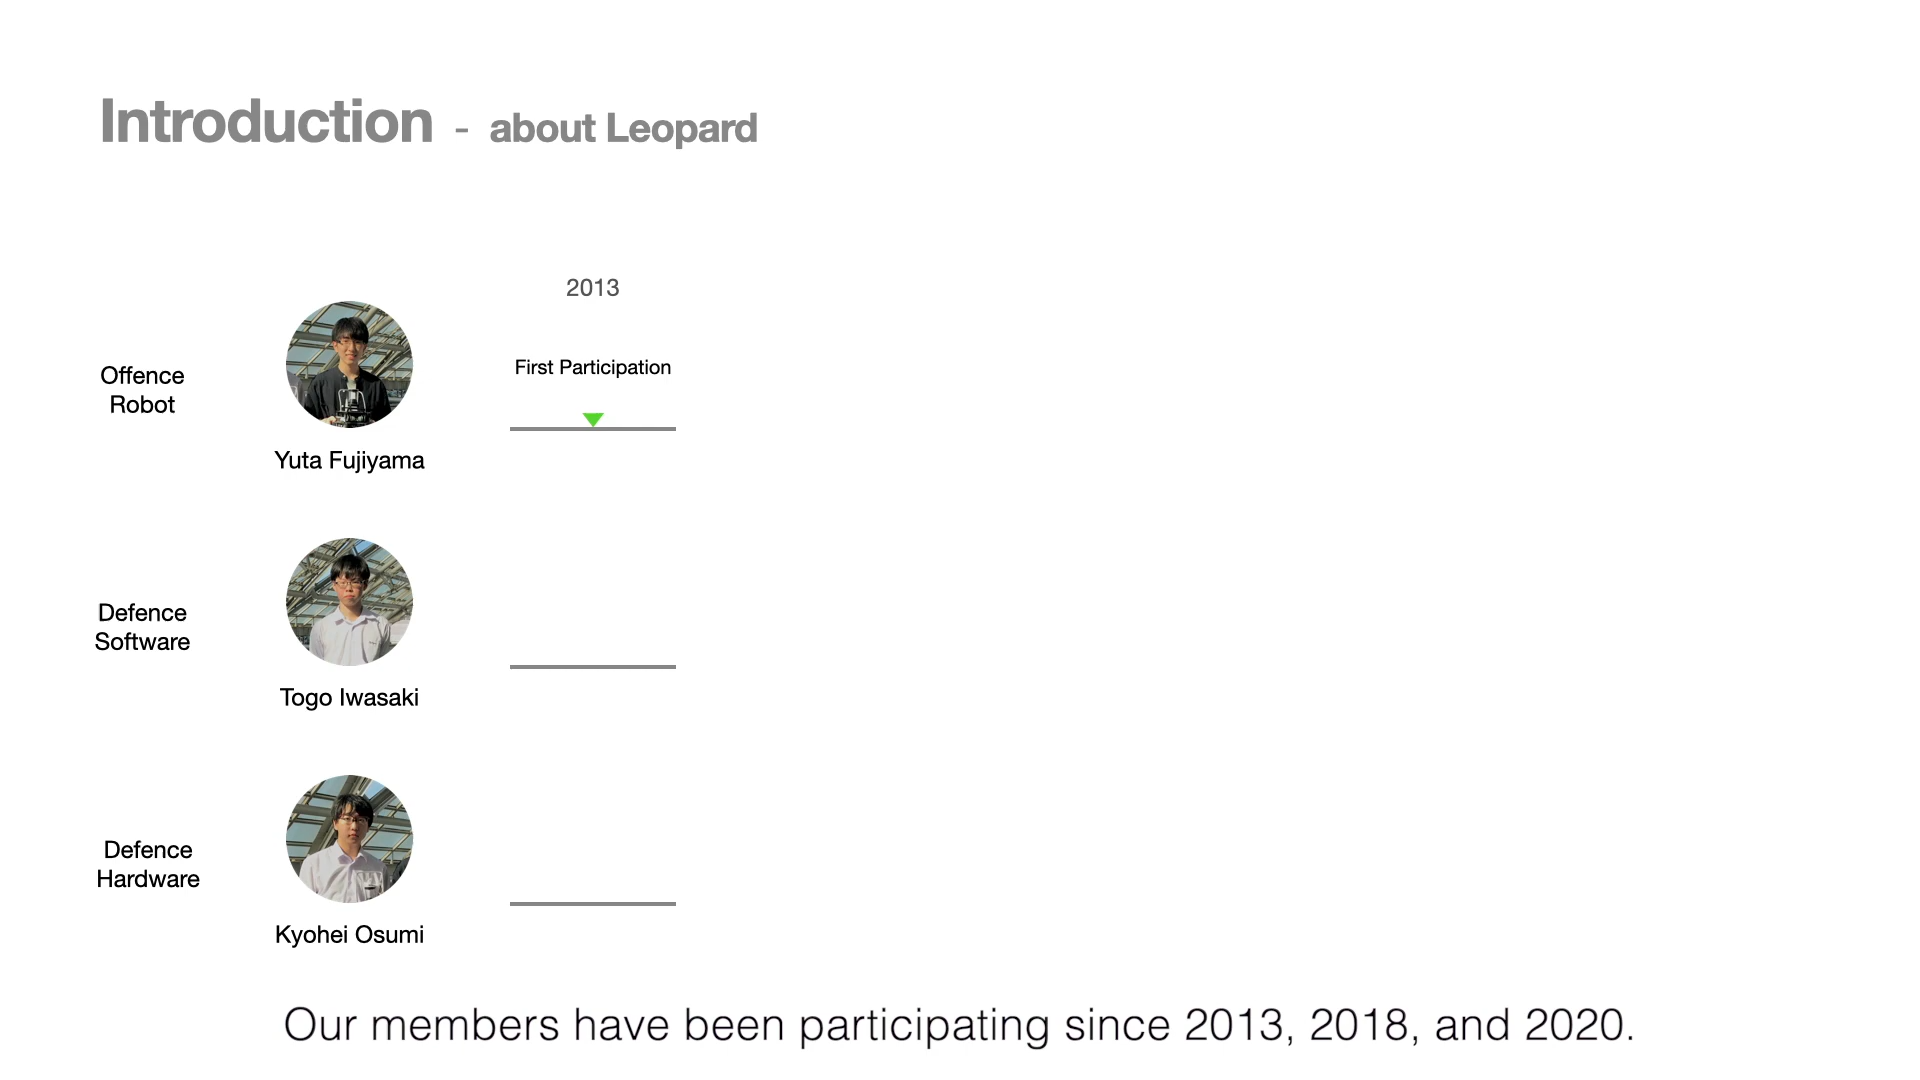 Introduction - about Leopard
2013
First Participation
Offence
Robot
Yuta Fujiyama
Defence
Software
Togo Iwasaki
Defence
Hardware
Kyohei Osumi
Our members have been participating since 2013, 2018, and 2020.